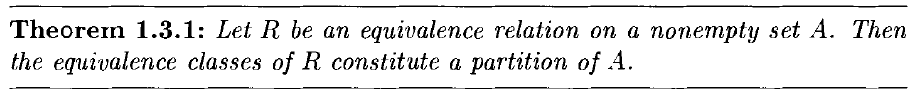 Theorem 1.3.1: Let R be an equivalence relation on a nonempty set A. Then
the equivalence classes of R constitute a partition of A.